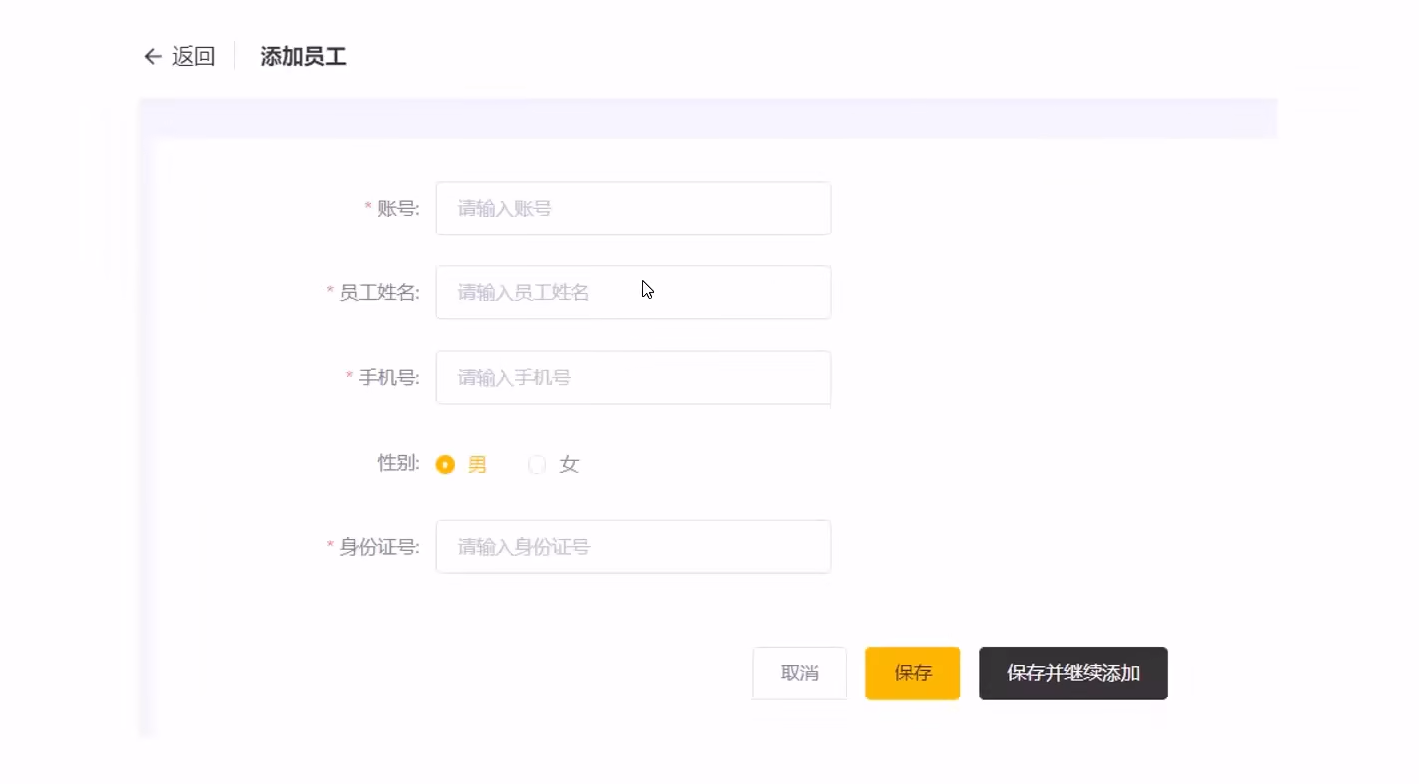 返回 添加员工
* 账号: 请输入账号
* 员工姓名: 请输入员工姓名
* 手机号: 请输入手机号
性别: 男 女
* 身份证号: 请输入身份证号
取消 保存 保存并继续添加